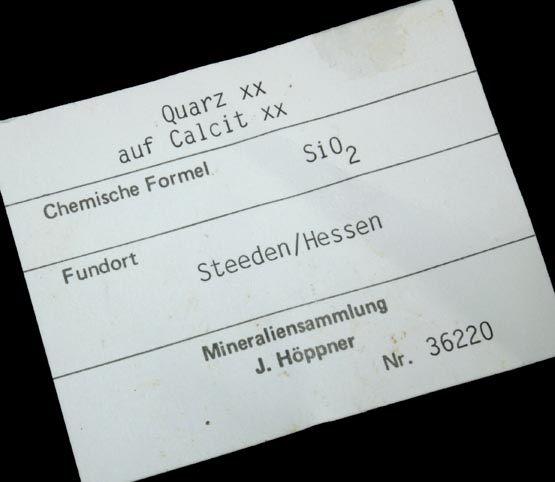 Quarz xx
auf Calcit xx
Chemische Formel SiO₂
Fundort Steeden/Hessen
Mineraliensammlung
J. Höppner Nr. 36220